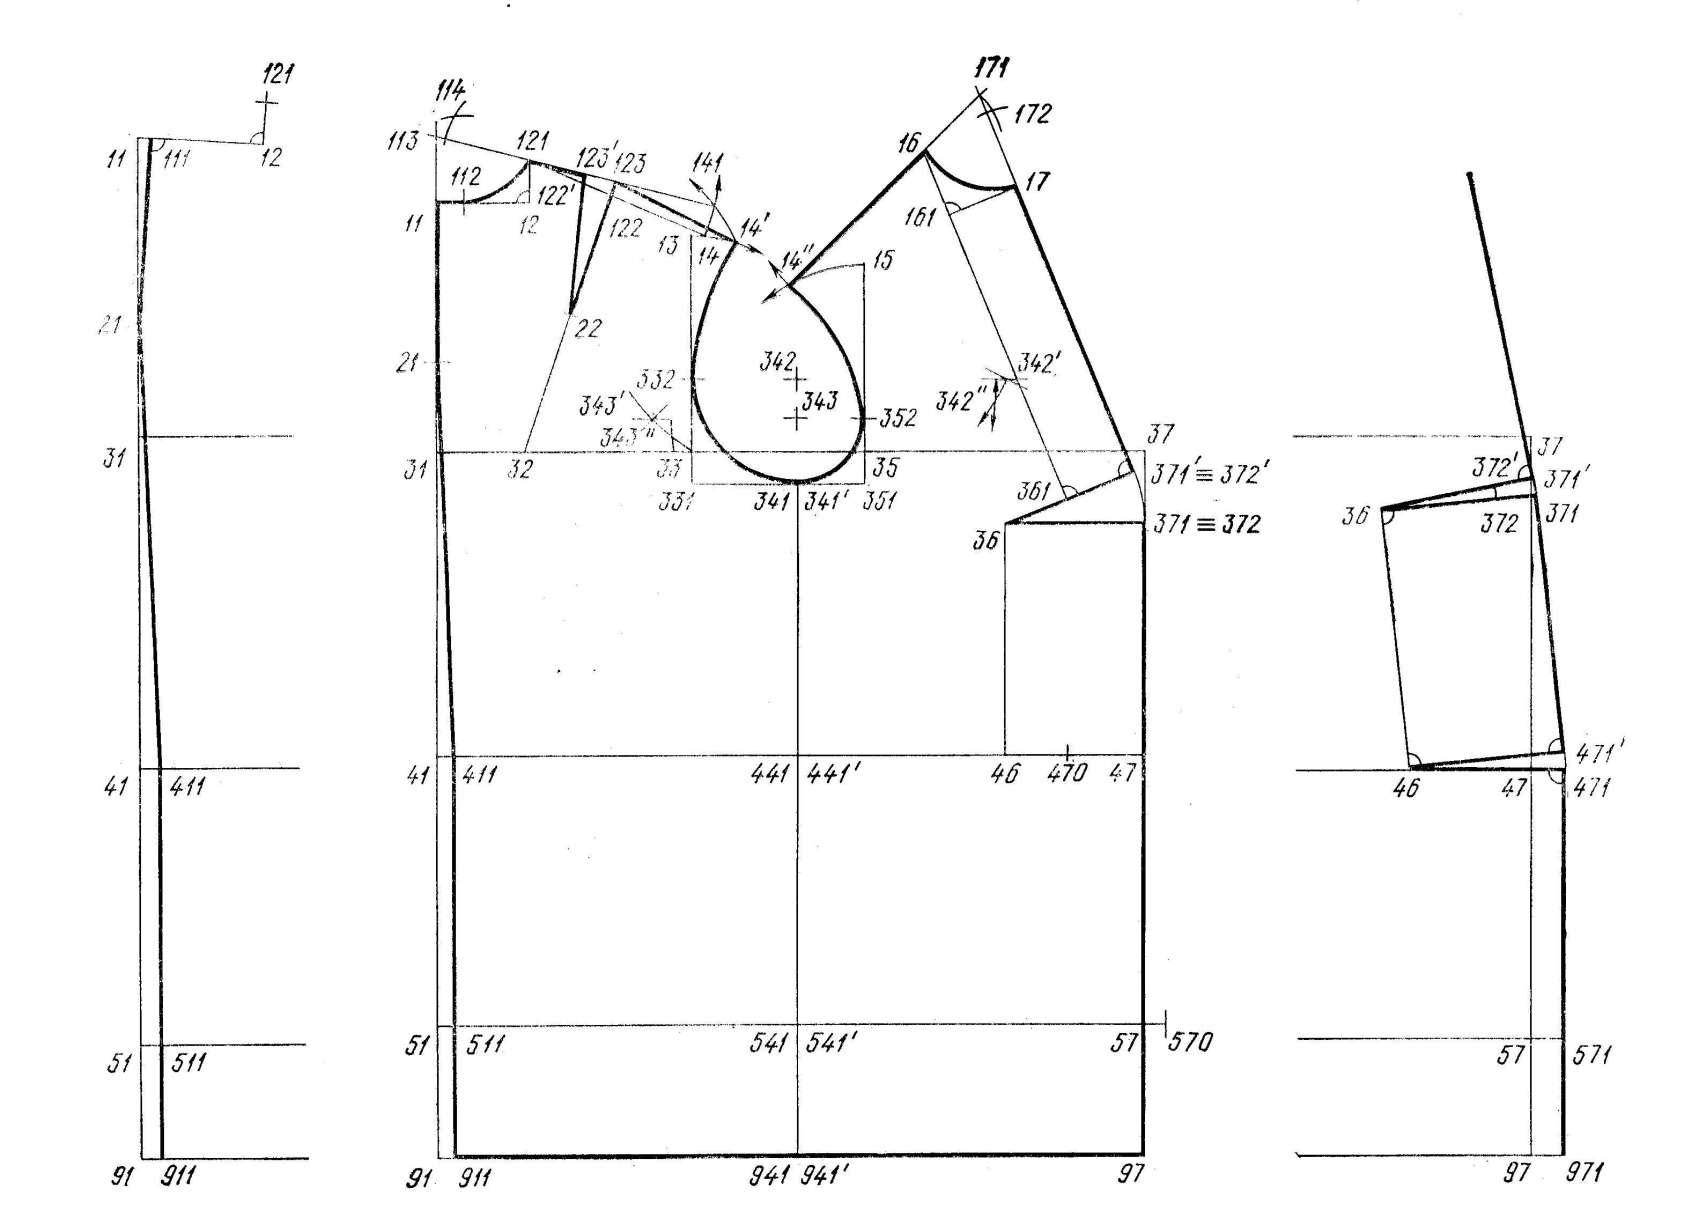 121
11 111 12
21
31
41 411
51 511
91 911
114
113 121 123' 123 141
112 122'
11 12 122 13 14 14'
22
21
332 342
343' 343 352
343"
31 32 33 35
331 341 341' 351
41 411 441 441' 46 470 47
51 511 541 541' 57 570
91 911 941 941' 97
171
172
16 17
161
14" 15
342'
342"
37
361 371'≡372'
36 371≡372
37
372' 371'
36 372 371
471'
46 47 471
57 571
97 971